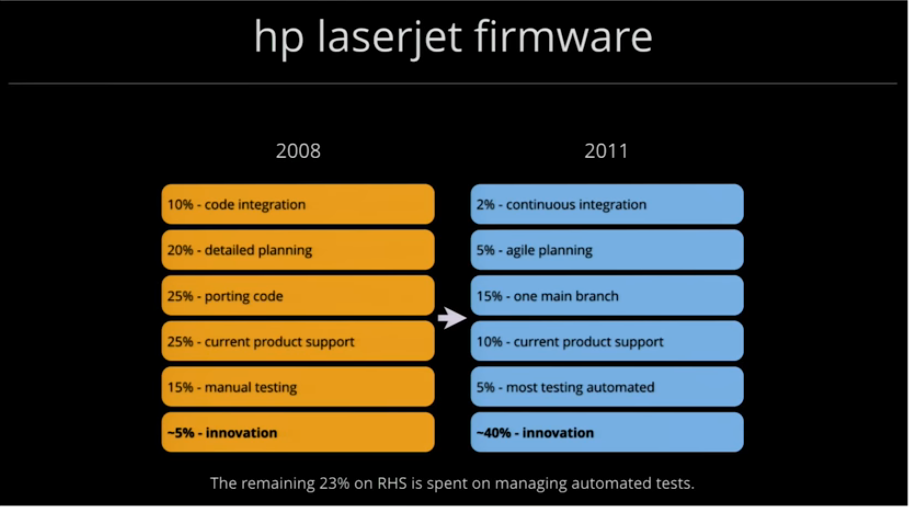 hp laserjet firmware
2008
2011
10% - code integration
2% - continuous integration
20% - detailed planning
5% - agile planning
25% - porting code
15% - one main branch
25% - current product support
10% - current product support
15% - manual testing
5% - most testing automated
~5% - innovation
~40% - innovation
The remaining 23% on RHS is spent on managing automated tests.